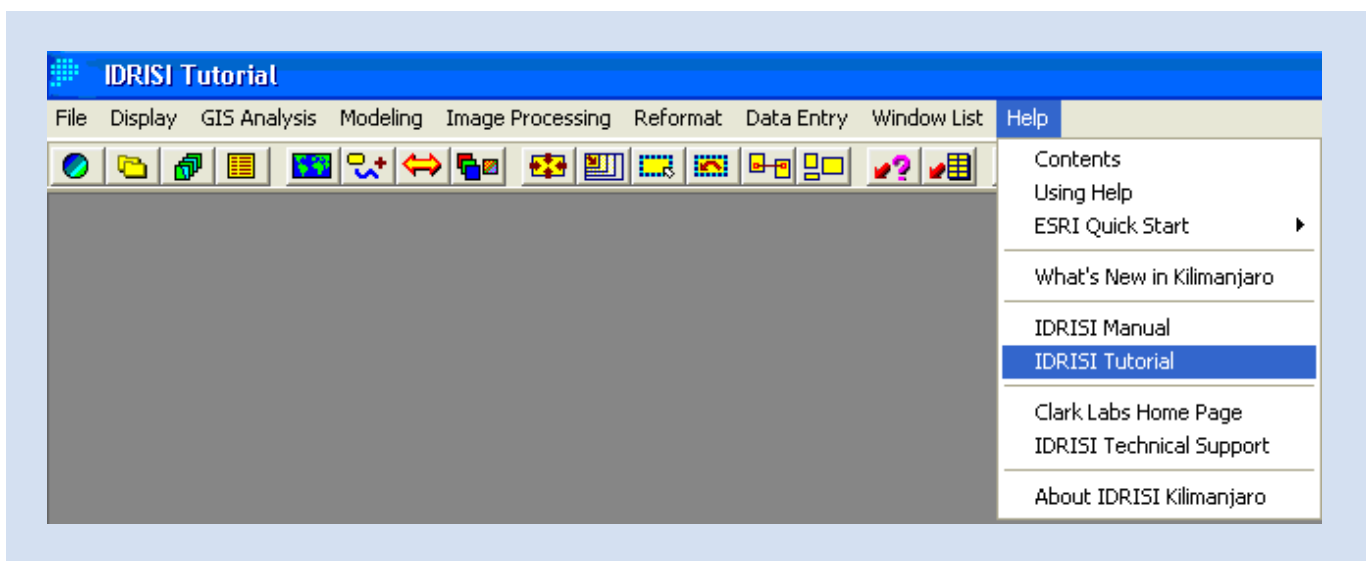 IDRISI Tutorial
File Display GIS Analysis Modeling Image Processing Reformat Data Entry Window List Help
Contents
Using Help
ESRI Quick Start
What's New in Kilimanjaro
IDRISI Manual
IDRISI Tutorial
Clark Labs Home Page
IDRISI Technical Support
About IDRISI Kilimanjaro